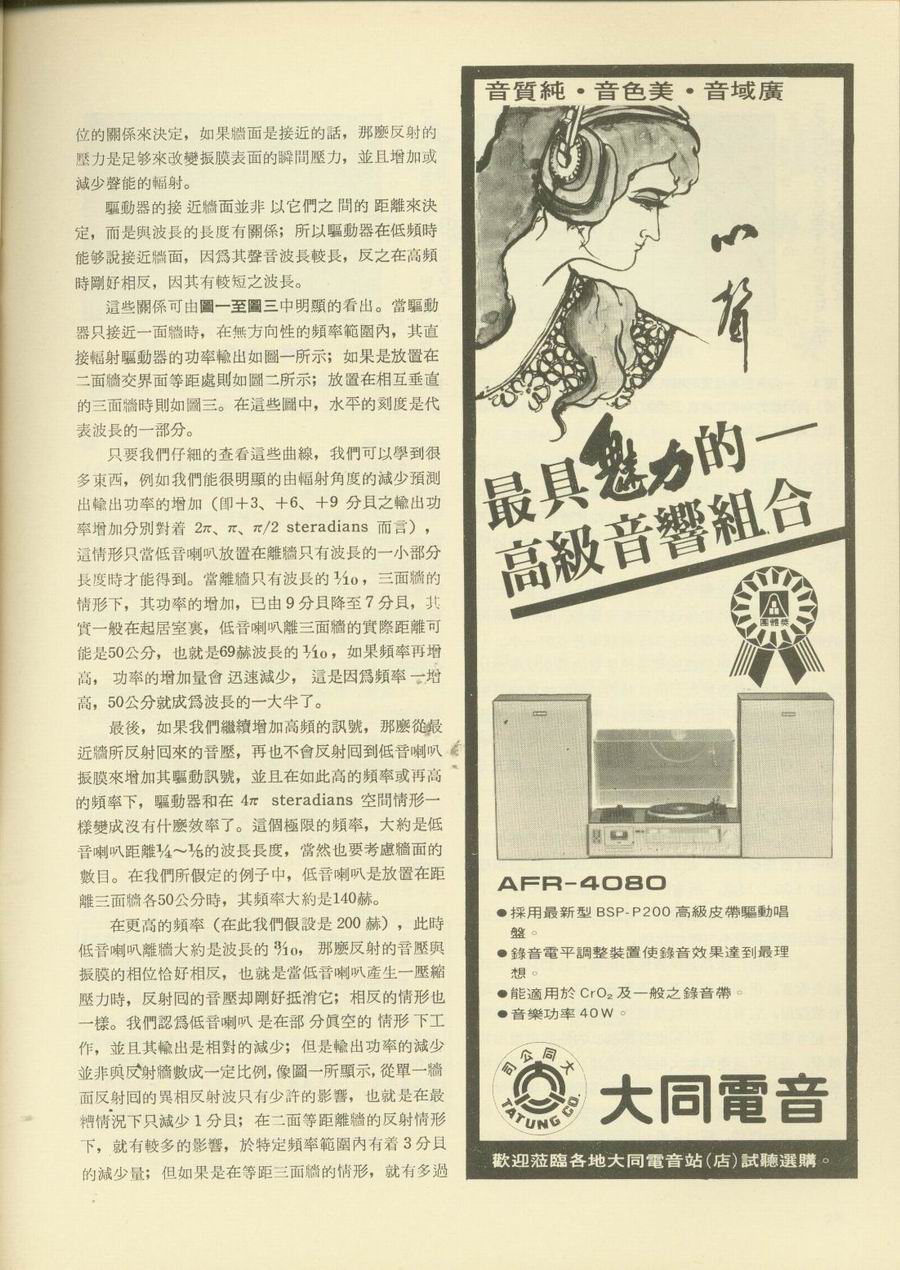 位的關係來決定，如果牆面是接近的話，那麽反射的
壓力是足够來改變振膜表面的瞬間壓力，並且增加或
減少聲能的輻射。
驅動器的接近牆面並非以它們之間的距離來決
定，而是與波長的長度有關係；所以驅動器在低頻時
能够說接近牆面，因爲其聲音波長較長，反之在高頻
時剛好相反，因其有較短之波長。
這些關係可由圖一至圖三中明顯的看出。當驅動
器只接近一面牆時，在無方向性的頻率範圍內，其直
接輻射驅動器的功率輸出如圖一所示；如果是放置在
二面牆交界面等距處則如圖二所示；放置在相互垂直
的三面牆時則如圖三。在這些圖中，水平的刻度是代
表波長的一部分。
只要我們仔細的查看這些曲線，我們可以學到很
多東西，例如我們能很明顯的由輻射角度的減少預測
出輸出功率的增加（卽＋3、＋6、＋9 分貝之輸出功
率增加分別對着 2π、π、π/2 steradians 而言），
這情形只當低音喇叭放置在離牆只有波長的一小部分
長度時才能得到。當離牆只有波長的 1/10，三面牆的
情形下，其功率的增加，已由 9 分貝降至 7 分貝，其
實一般在起居室裏，低音喇叭離三面牆的實際距離可
能是50公分，也就是69赫波長的 1/10，如果頻率再增
高，功率的增加量會迅速減少，這是因爲頻率一增
高，50公分就成爲波長的一大半了。
最後，如果我們繼續增加高頻的訊號，那麽從最
近牆所反射囘來的音壓，再也不會反射囘到低音喇叭
振膜來增加其驅動訊號，並且在如此高的頻率或再高
的頻率下，驅動器和在 4π steradians 空間情形一
樣變成沒有什麽效率了。這個極限的頻率，大約是低
音喇叭距離1/4～1/5的波長長度，當然也要考慮牆面的
數目。在我們所假定的例子中，低音喇叭是放置在距
離三面牆各50公分時，其頻率大約是140赫。
在更高的頻率（在此我們假設是 200 赫），此時
低音喇叭離牆大約是波長的 3/10，那麽反射的音壓與
振膜的相位恰好相反，也就是當低音喇叭產生一壓縮
壓力時，反射囘的音壓却剛好抵消它；相反的情形也
一樣。我們認爲低音喇叭是在部分眞空的情形下工
作，並且其輸出是相對的減少；但是輸出功率的減少
並非與反射牆數成一定比例，像圖一所顯示，從單一牆
面反射囘的異相反射波只有少許的影響，也就是在最
糟情況下只減少 1 分貝；在二面等距離牆的反射情形
下，就有較多的影響，於特定頻率範圍內有着 3 分貝
的減少量；但如果是在等距三面牆的情形，就有多過
音質純・音色美・音域廣
心聲
最具魅力的一
高級音響組合
團體獎
AFR-4080
●採用最新型 BSP-P200 高級皮帶驅動唱
盤。
●錄音電平調整裝置使錄音效果達到最理
想。
●能適用於 CrO₂ 及一般之錄音帶。
●音樂功率 40W。
大同公司
TATUNG CO.
大同電音
歡迎蒞臨各地大同電音站(店)試聽選購。